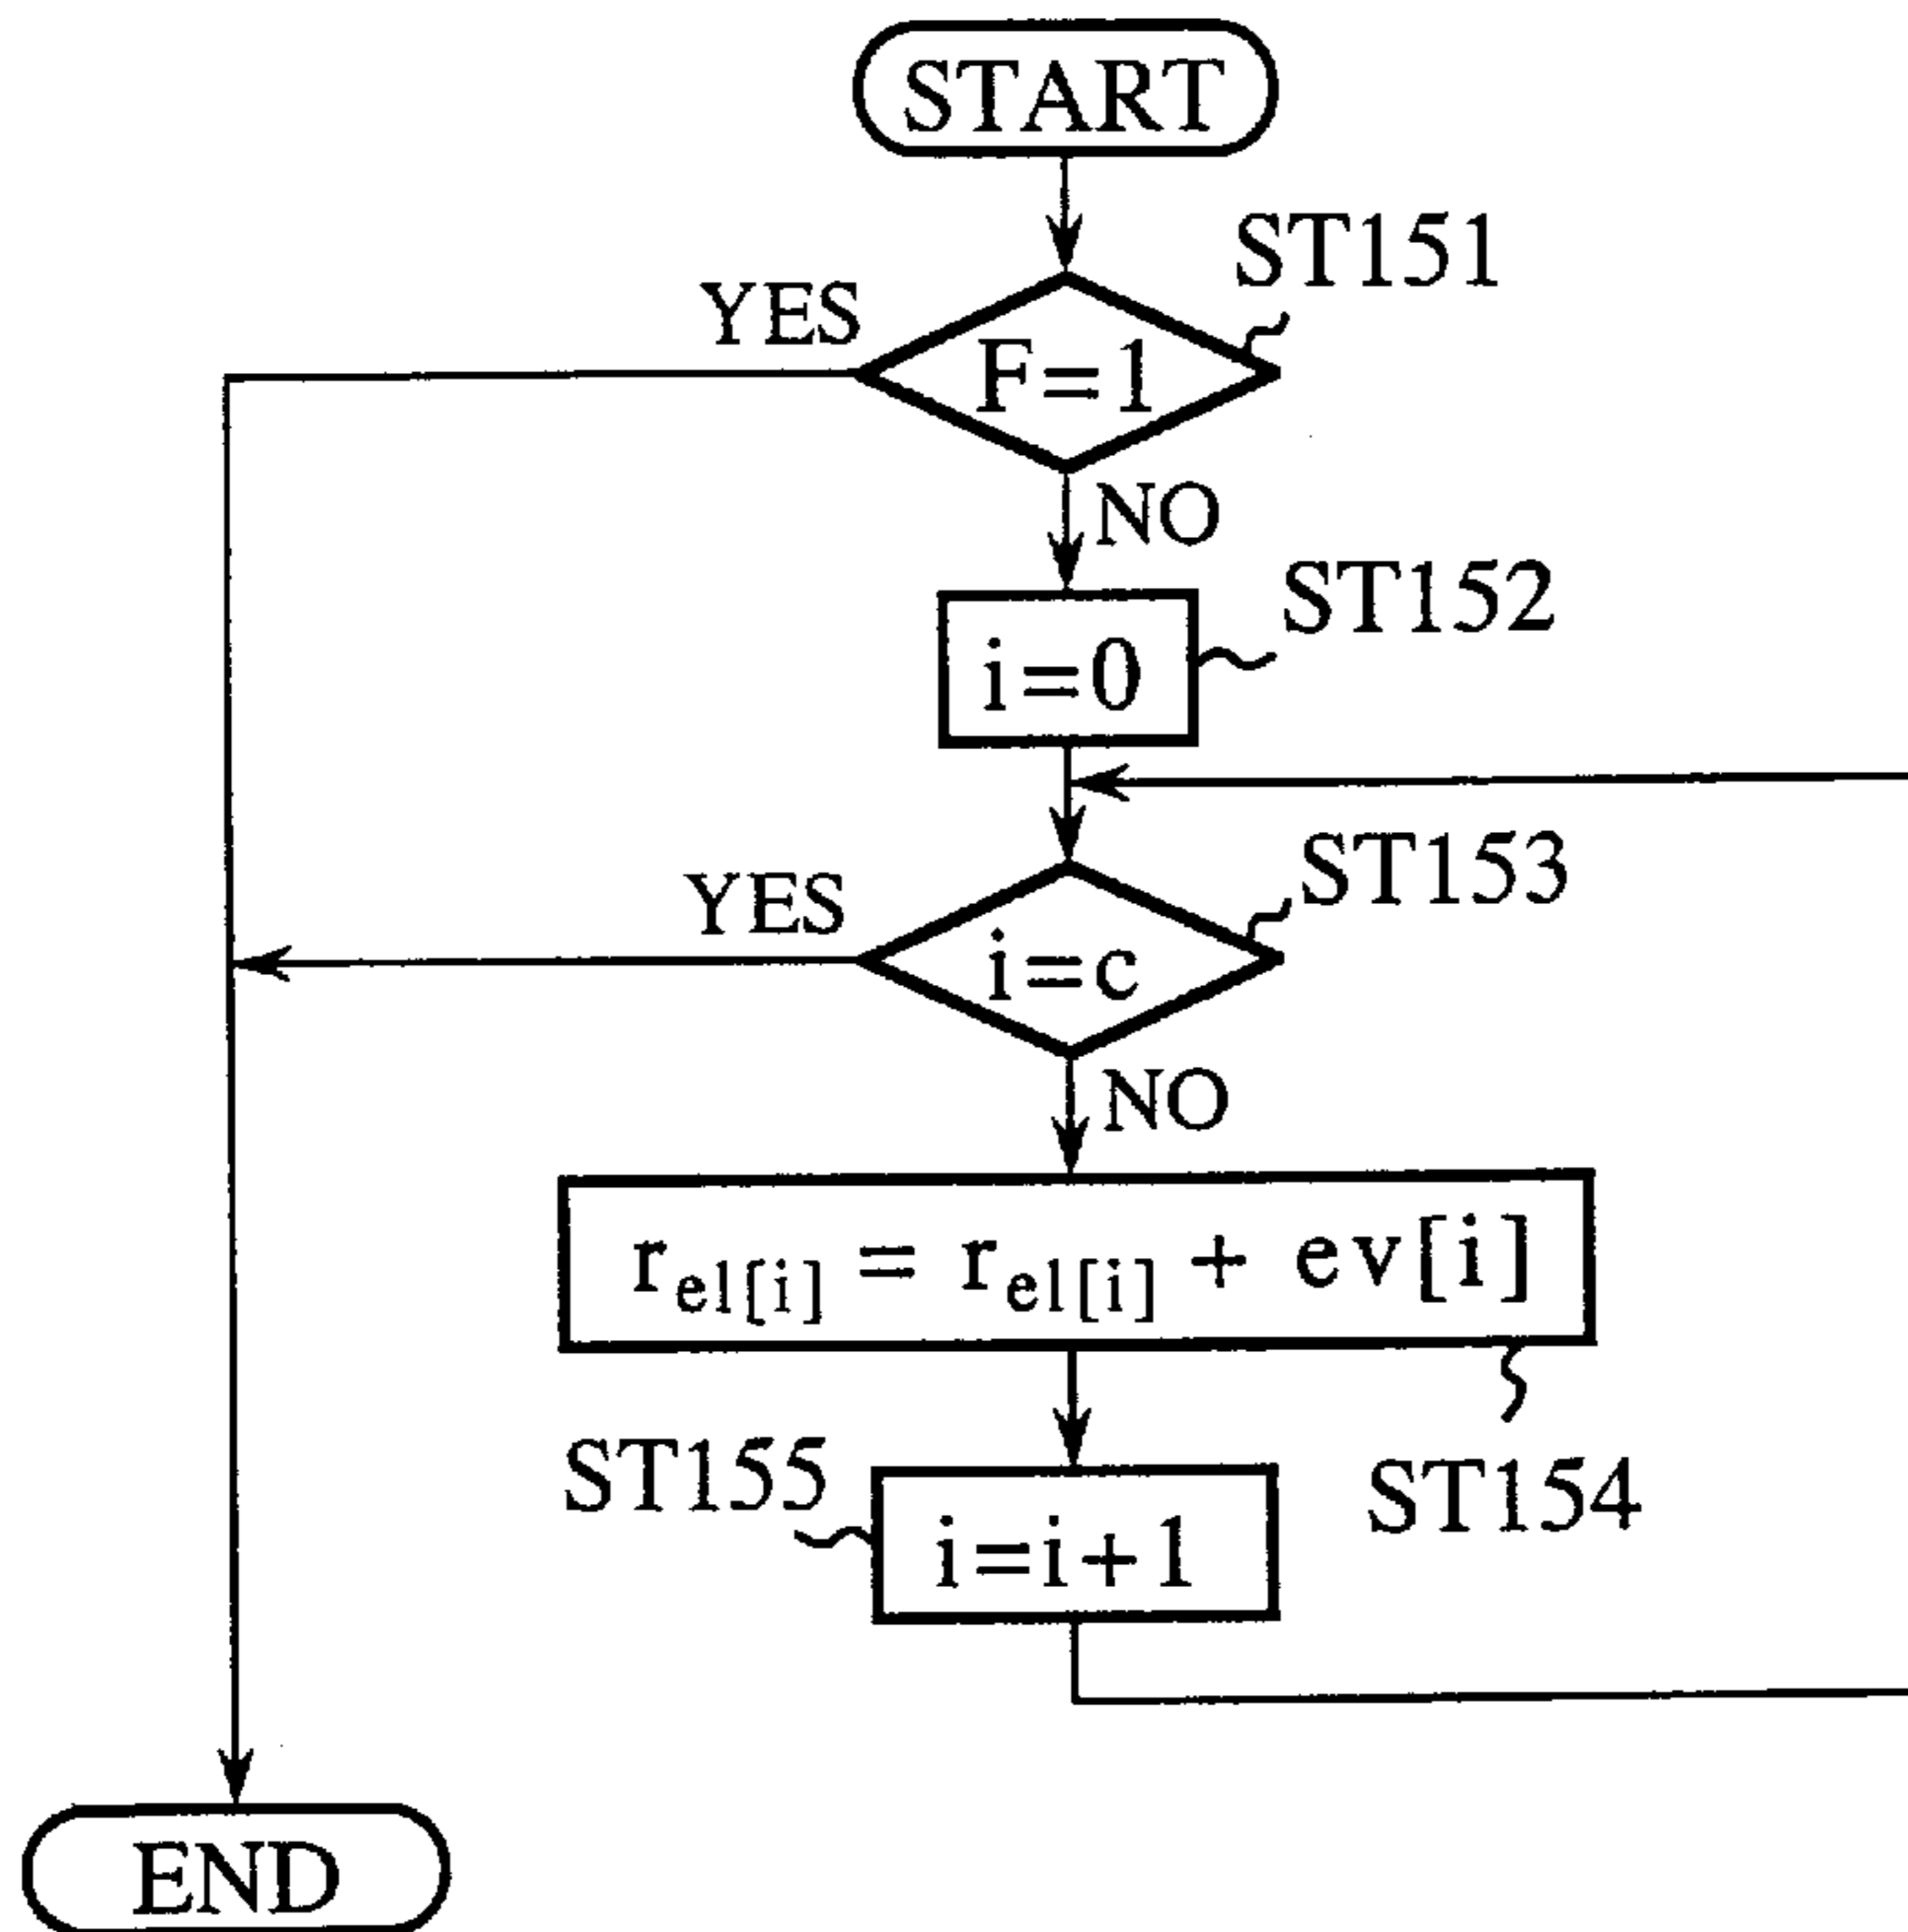 START
ST151
YES
F=1
NO
ST152
i=0
ST153
YES
i=c
NO
r_el[i] = r_el[i] + ev[i]
ST155
ST154
i=i+1
END